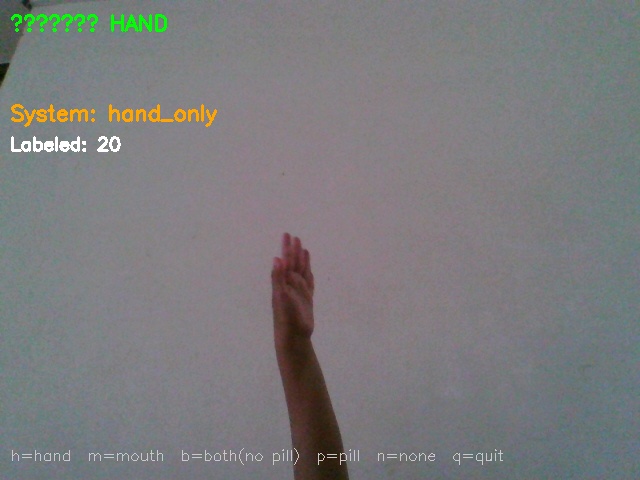 ??????? HAND
System: hand_only
Labeled: 20
h=hand m=mouth b=both(no pill) p=pill n=none q=quit